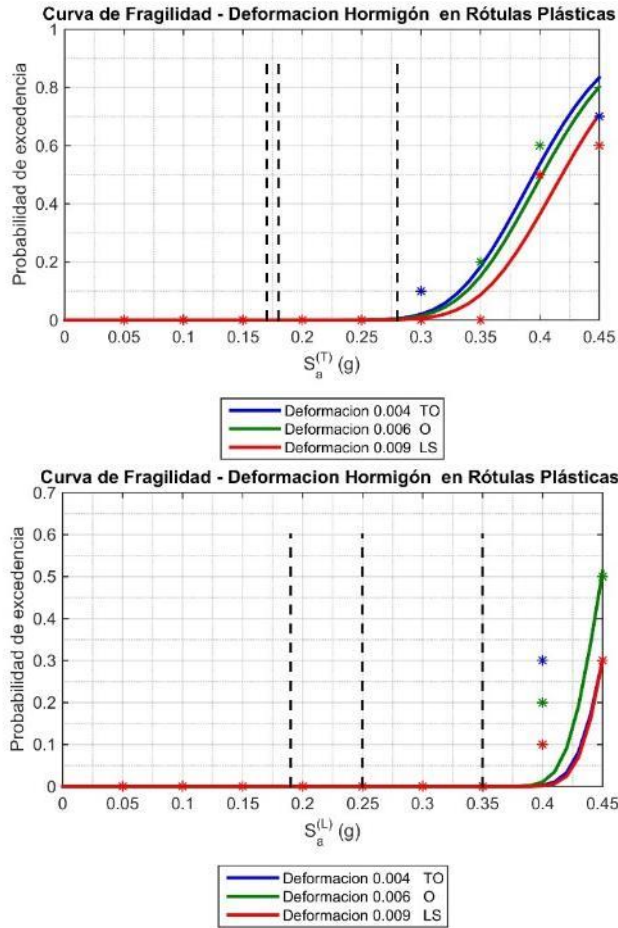 Curva de Fragilidad - Deformacion Hormigón en Rótulas Plásticas
1
0.8
0.6
0.4
0.2
0
Probabilidad de excedencia
0 0.05 0.1 0.15 0.2 0.25 0.3 0.35 0.4 0.45
S_a^(T) (g)
Deformacion 0.004 TO
Deformacion 0.006 O
Deformacion 0.009 LS
Curva de Fragilidad - Deformacion Hormigón en Rótulas Plásticas
0.7
0.6
0.5
0.4
0.3
0.2
0.1
0
Probabilidad de excedencia
0 0.05 0.1 0.15 0.2 0.25 0.3 0.35 0.4 0.45
S_a^(L) (g)
Deformacion 0.004 TO
Deformacion 0.006 O
Deformacion 0.009 LS